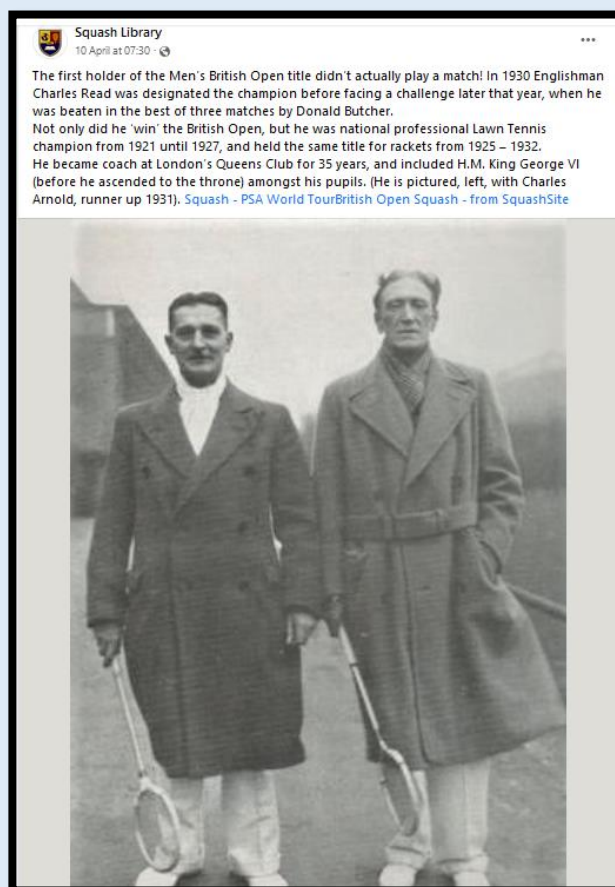 Squash Library
10 April at 07:30 ·
The first holder of the Men's British Open title didn't actually play a match! In 1930 Englishman
Charles Read was designated the champion before facing a challenge later that year, when he
was beaten in the best of three matches by Donald Butcher.
Not only did he 'win' the British Open, but he was national professional Lawn Tennis
champion from 1921 until 1927, and held the same title for rackets from 1925 – 1932.
He became coach at London's Queens Club for 35 years, and included H.M. King George VI
(before he ascended to the throne) amongst his pupils. (He is pictured, left, with Charles
Arnold, runner up 1931). Squash - PSA World TourBritish Open Squash - from SquashSite